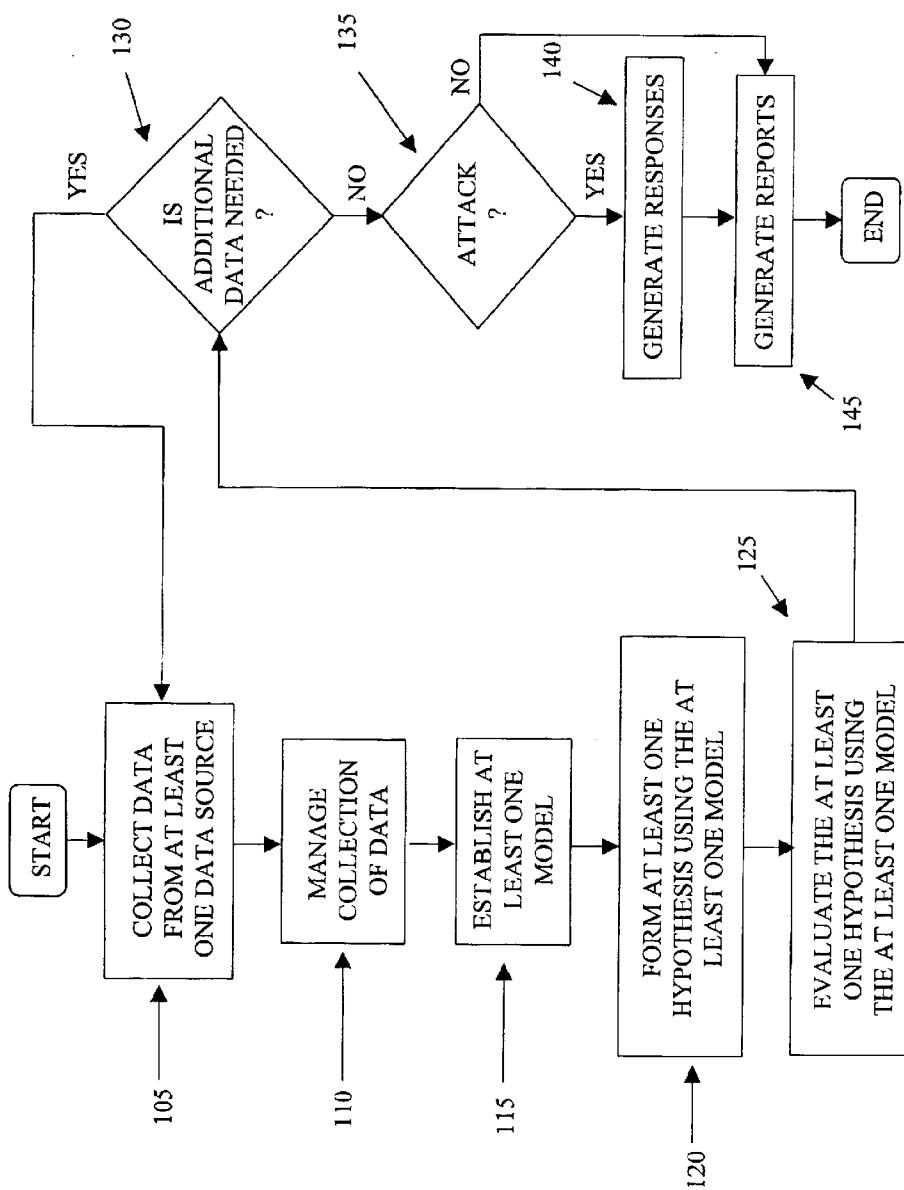 START
COLLECT DATA
FROM AT LEAST
ONE DATA SOURCE
105
MANAGE
COLLECTION
OF DATA
110
ESTABLISH AT
LEAST ONE
MODEL
115
FORM AT LEAST ONE
HYPOTHESIS USING THE AT
LEAST ONE MODEL
120
EVALUATE THE AT LEAST
ONE HYPOTHESIS USING
THE AT LEAST ONE MODEL
125
YES
130
IS
ADDITIONAL
DATA NEEDED
?
NO
135
ATTACK
?
NO
YES
140
GENERATE RESPONSES
GENERATE REPORTS
145
END